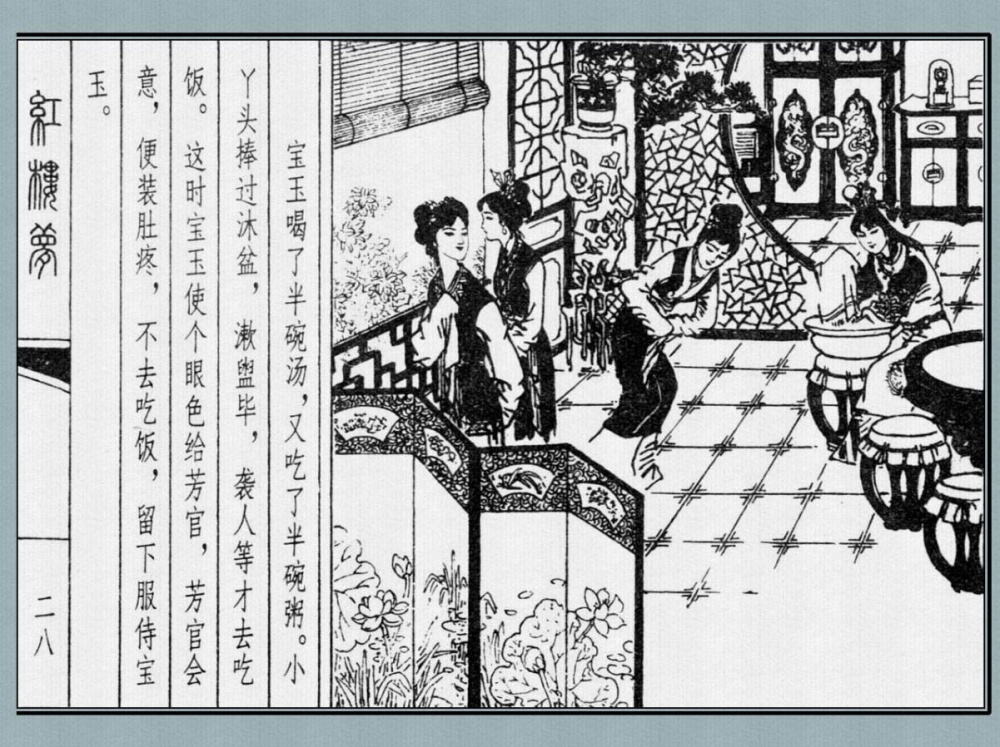 宝玉喝了半碗汤，又吃了半碗粥。小
丫头捧过沐盆，漱盥毕，袭人等才去吃
饭。这时宝玉使个眼色给芳官，芳官会
意，便装肚疼，不去吃饭，留下服侍宝
玉。
紅樓夢
二八